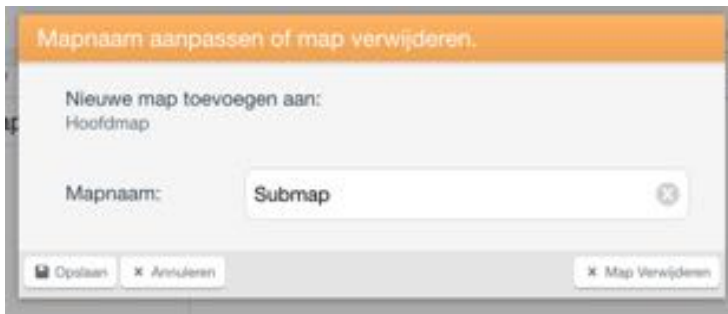 Mapnaam aanpassen of map verwijderen.
Nieuwe map toevoegen aan:
Hoofdmap
Mapnaam: Submap
Opslaan Annuleren Map Verwijderen